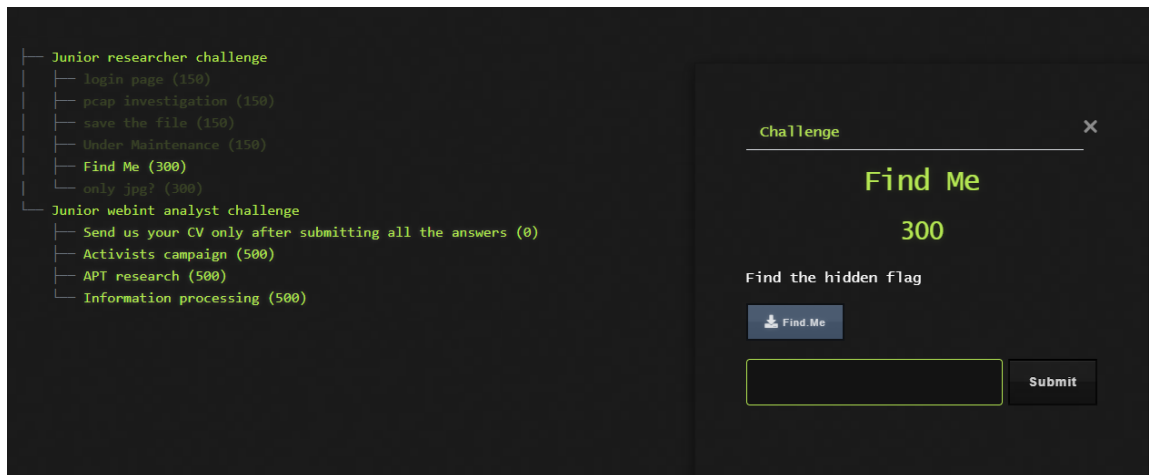 Junior researcher challenge
login page (150)
pcap investigation (150)
save the file (150)
Under Maintenance (150)
Find Me (300)
only jpg? (300)
Junior webint analyst challenge
Send us your CV only after submitting all the answers (0)
Activists campaign (500)
APT research (500)
Information processing (500)
Challenge
×
Find Me
300
Find the hidden flag
Find.Me
Submit